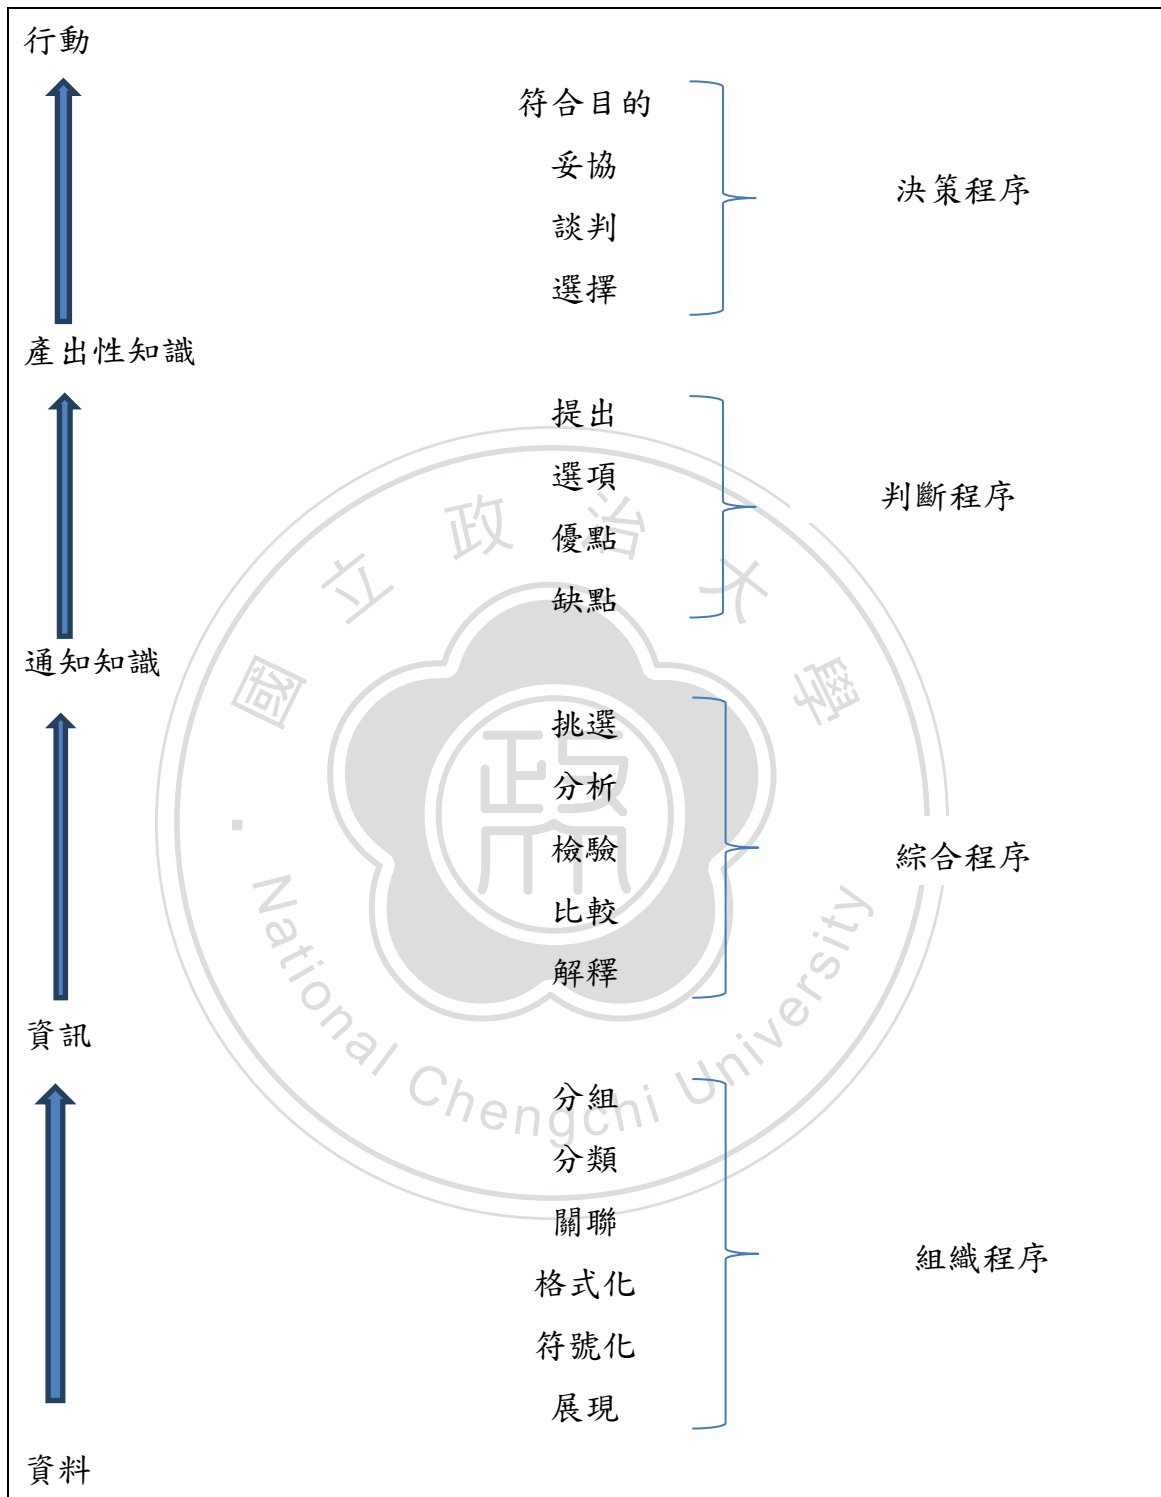 行動
符合目的
妥協
決策程序
談判
選擇
產出性知識
提出
選項
判斷程序
優點
缺點
通知知識
挑選
分析
檢驗
綜合程序
比較
解釋
資訊
分組
分類
關聯
組織程序
格式化
符號化
展現
資料
國立政治大學
政
National Chengchi University